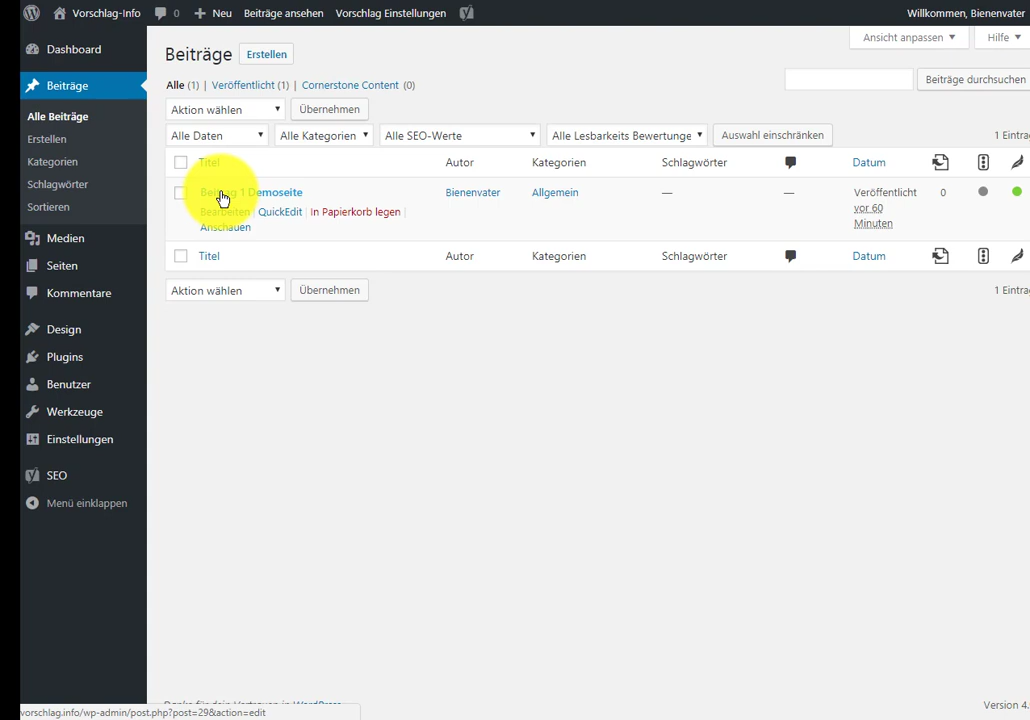 Vorschlag-Info 0 Neu Beiträge ansehen Vorschlag Einstellungen Willkommen, Bienenvater
Ansicht anpassen Hilfe
Dashboard
Beiträge
Alle Beiträge
Erstellen
Kategorien
Schlagwörter
Sortieren
Medien
Seiten
Kommentare
Design
Plugins
Benutzer
Werkzeuge
Einstellungen
SEO
Menü einklappen
Beiträge Erstellen
Alle (1) | Veröffentlicht (1) | Cornerstone Content (0)
Beiträge durchsuchen
Aktion wählen Übernehmen
Alle Daten Alle Kategorien Alle SEO-Werte Alle Lesbarkeits Bewertunge Auswahl einschränken 1 Eintra
Titel Autor Kategorien Schlagwörter Datum
Beitrag 1 Demoseite Bienenvater Allgemein — — Veröffentlicht 0
vor 60
Minuten
Bearbeiten | QuickEdit | In Papierkorb legen |
Anschauen
Titel Autor Kategorien Schlagwörter Datum
Aktion wählen Übernehmen 1 Eintra
Version 4.
vorschlag.info/wp-admin/post.php?post=29&action=edit